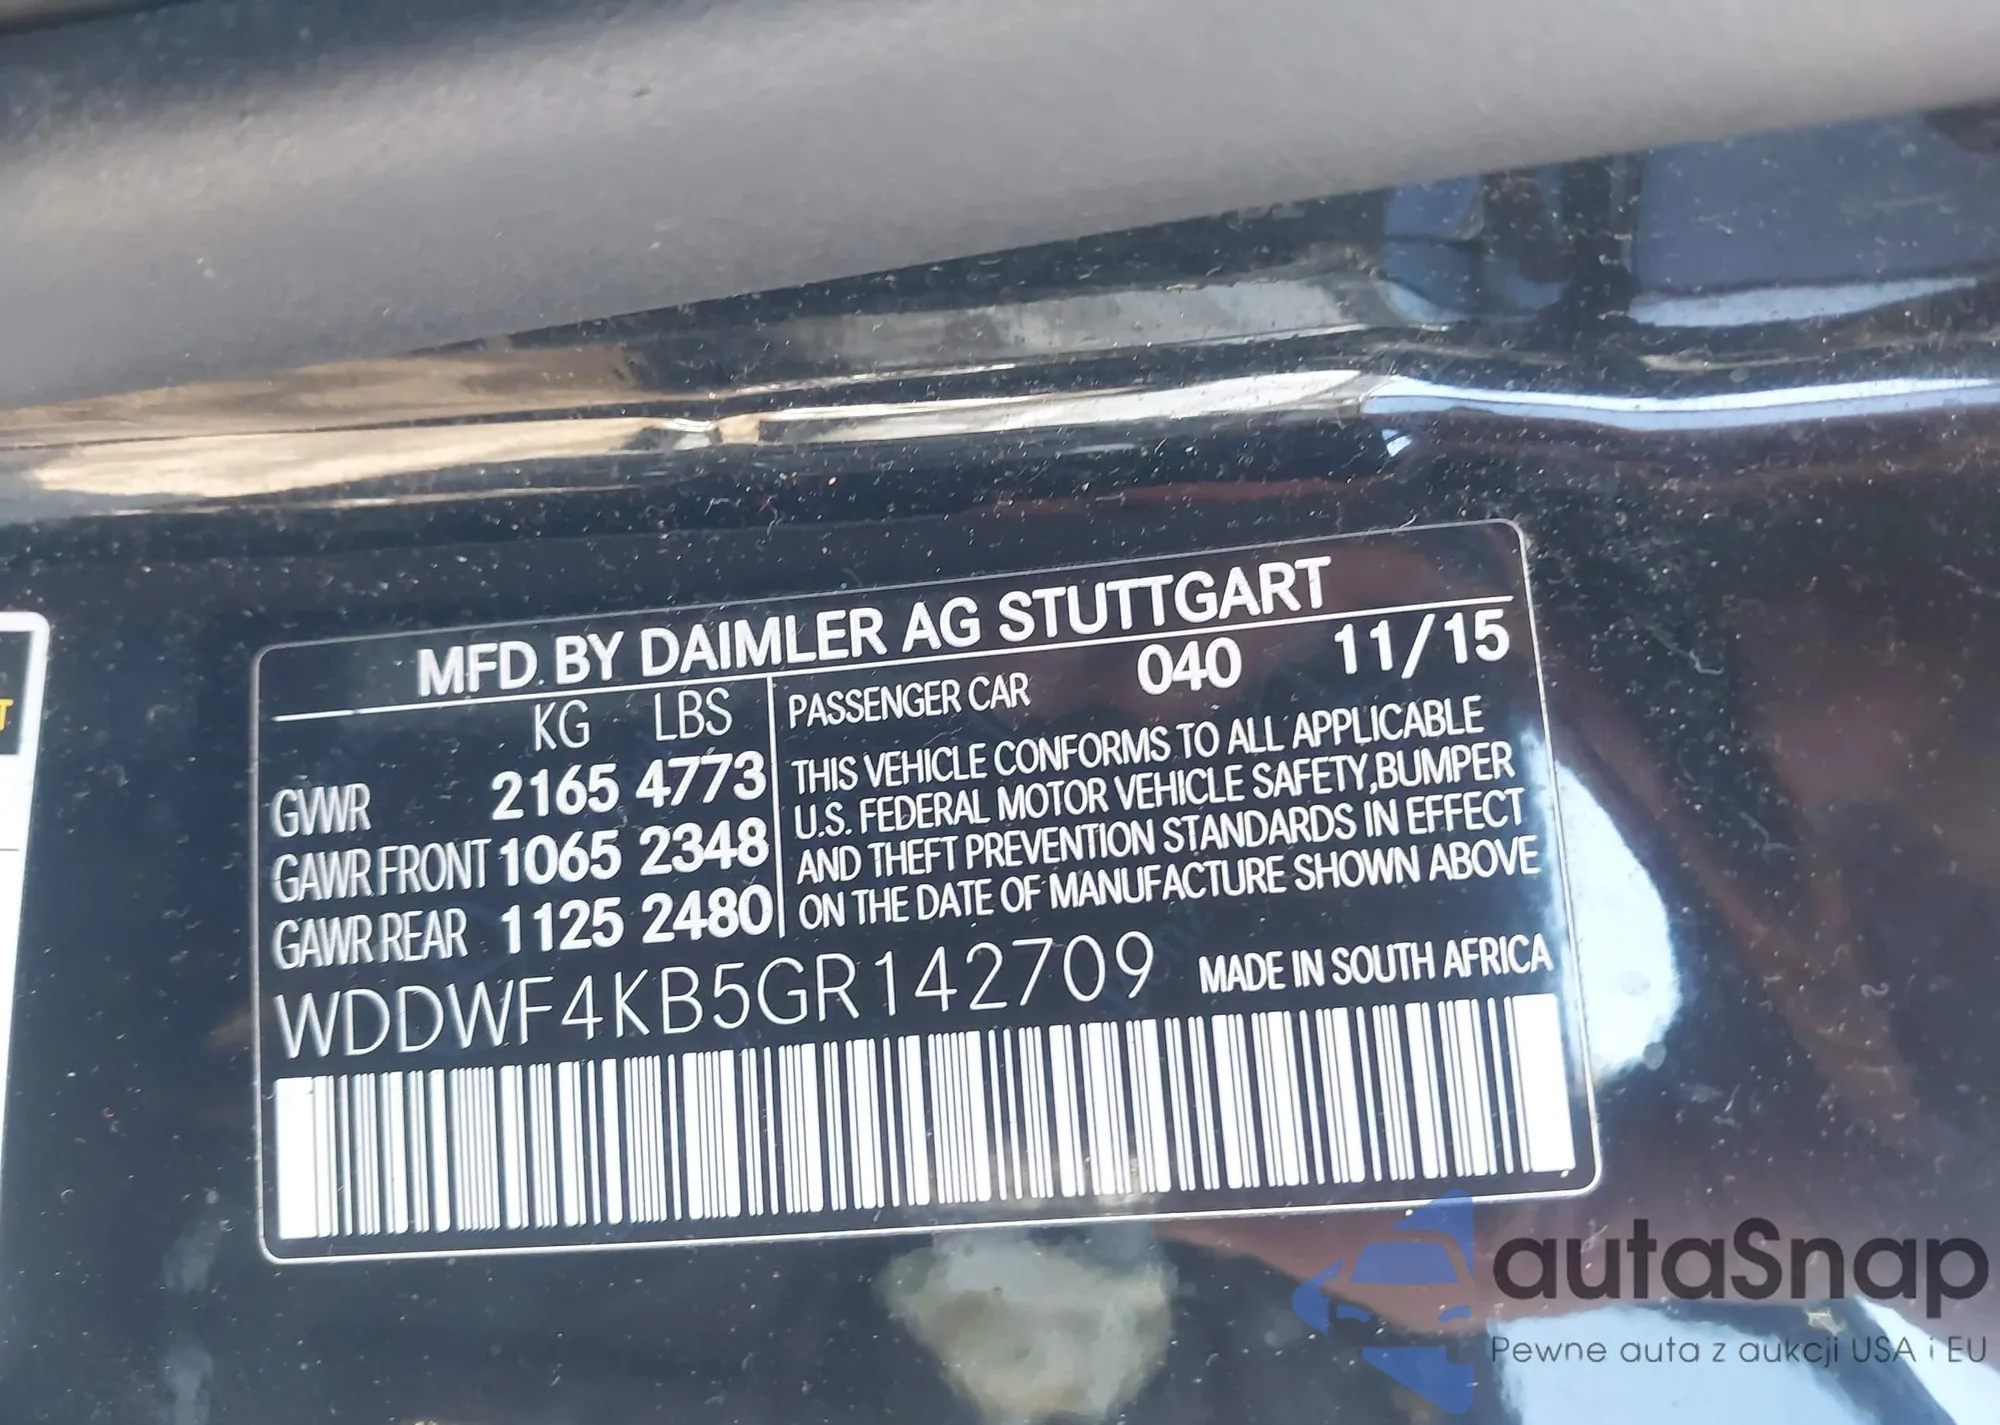 MFD. BY DAIMLER AG STUTTGART
KG LBS
GVWR 2165 4773
GAWR FRONT 1065 2348
GAWR REAR 1125 2480
PASSENGER CAR 040 11/15
THIS VEHICLE CONFORMS TO ALL APPLICABLE
U.S. FEDERAL MOTOR VEHICLE SAFETY,BUMPER
AND THEFT PREVENTION STANDARDS IN EFFECT
ON THE DATE OF MANUFACTURE SHOWN ABOVE
WDDWF4KB5GR142709 MADE IN SOUTH AFRICA
T
autaSnap
Pewne auta z aukcji USA i EU